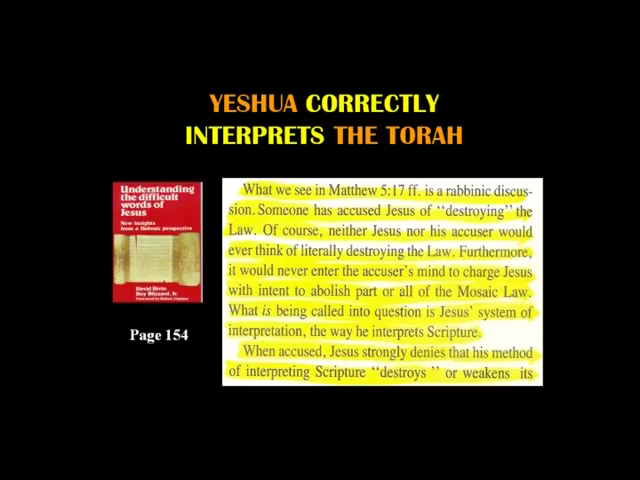 YESHUA CORRECTLY
INTERPRETS THE TORAH
Understanding
the difficult
words of
Jesus
New insights
from a Hebraic perspective
David Bivin
Roy Blizzard, Jr.
Page 154
What we see in Matthew 5:17 ff. is a rabbinic discus-
sion. Someone has accused Jesus of ‘‘destroying’’ the
Law. Of course, neither Jesus nor his accuser would
ever think of literally destroying the Law. Furthermore,
it would never enter the accuser’s mind to charge Jesus
with intent to abolish part or all of the Mosaic Law.
What is being called into question is Jesus’ system of
interpretation, the way he interprets Scripture.
When accused, Jesus strongly denies that his method
of interpreting Scripture ‘‘destroys ’’ or weakens its